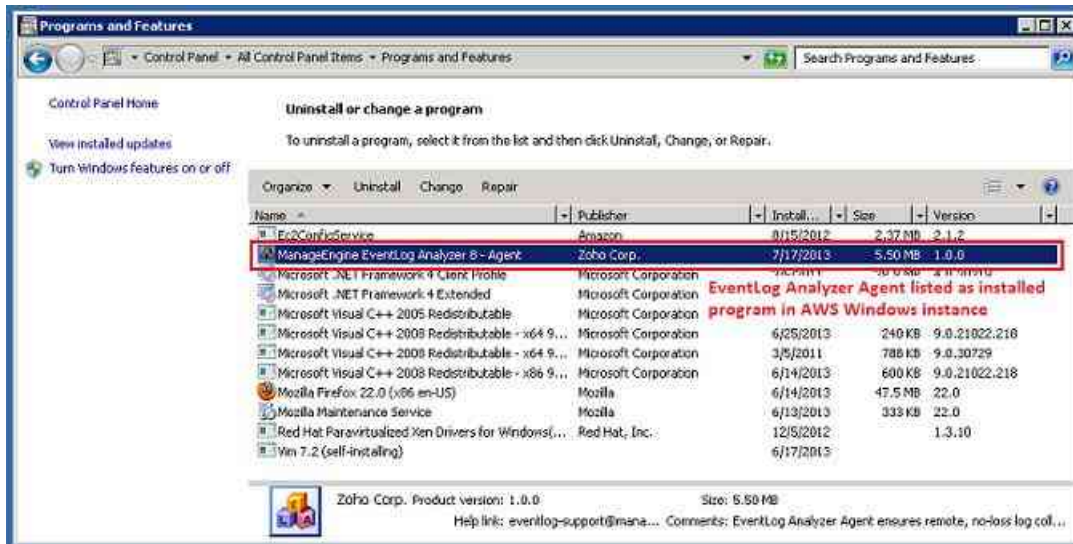 Programs and Features
Control Panel
All Control Panel Items
Programs and Features
Search Programs and Features
Control Panel Home
View installed updates
Turn Windows features on or off
Uninstall or change a program
To uninstall a program, select it from the list and then click Uninstall, Change, or Repair.
Organize Uninstall Change Repair
Name Publisher Install... Size Version
Ec2ConfigService Amazon 8/15/2012 2.37 MB 2.1.2
ManageEngine EventLog Analyzer 8 - Agent Zoho Corp. 7/17/2013 5.50 MB 1.0.0
Microsoft .NET Framework 4 Client Profile Microsoft Corporation
Microsoft .NET Framework 4 Extended Microsoft Corporation
EventLog Analyzer Agent listed as installed
program in AWS Windows instance
Microsoft Visual C++ 2005 Redistributable Microsoft Corporation
Microsoft Visual C++ 2008 Redistributable - x64 9... Microsoft Corporation 6/25/2013 240 KB 9.0.21022.218
Microsoft Visual C++ 2008 Redistributable - x64 9... Microsoft Corporation 3/5/2011 788 KB 9.0.30729
Microsoft Visual C++ 2008 Redistributable - x86 9... Microsoft Corporation 6/14/2013 600 KB 9.0.21022.218
Mozilla Firefox 22.0 (x86 en-US) Mozilla 6/14/2013 47.5 MB 22.0
Mozilla Maintenance Service Mozilla 6/13/2013 333 KB 22.0
Red Hat Paravirtualized Xen Drivers for Windows(... Red Hat, Inc. 12/5/2012 1.3.10
Vim 7.2 (self-installing) 6/17/2013
Zoho Corp. Product version: 1.0.0 Size: 5.50 MB
Help link: eventlog-support@mana... Comments: EventLog Analyzer Agent ensures remote, no-loss log coll...